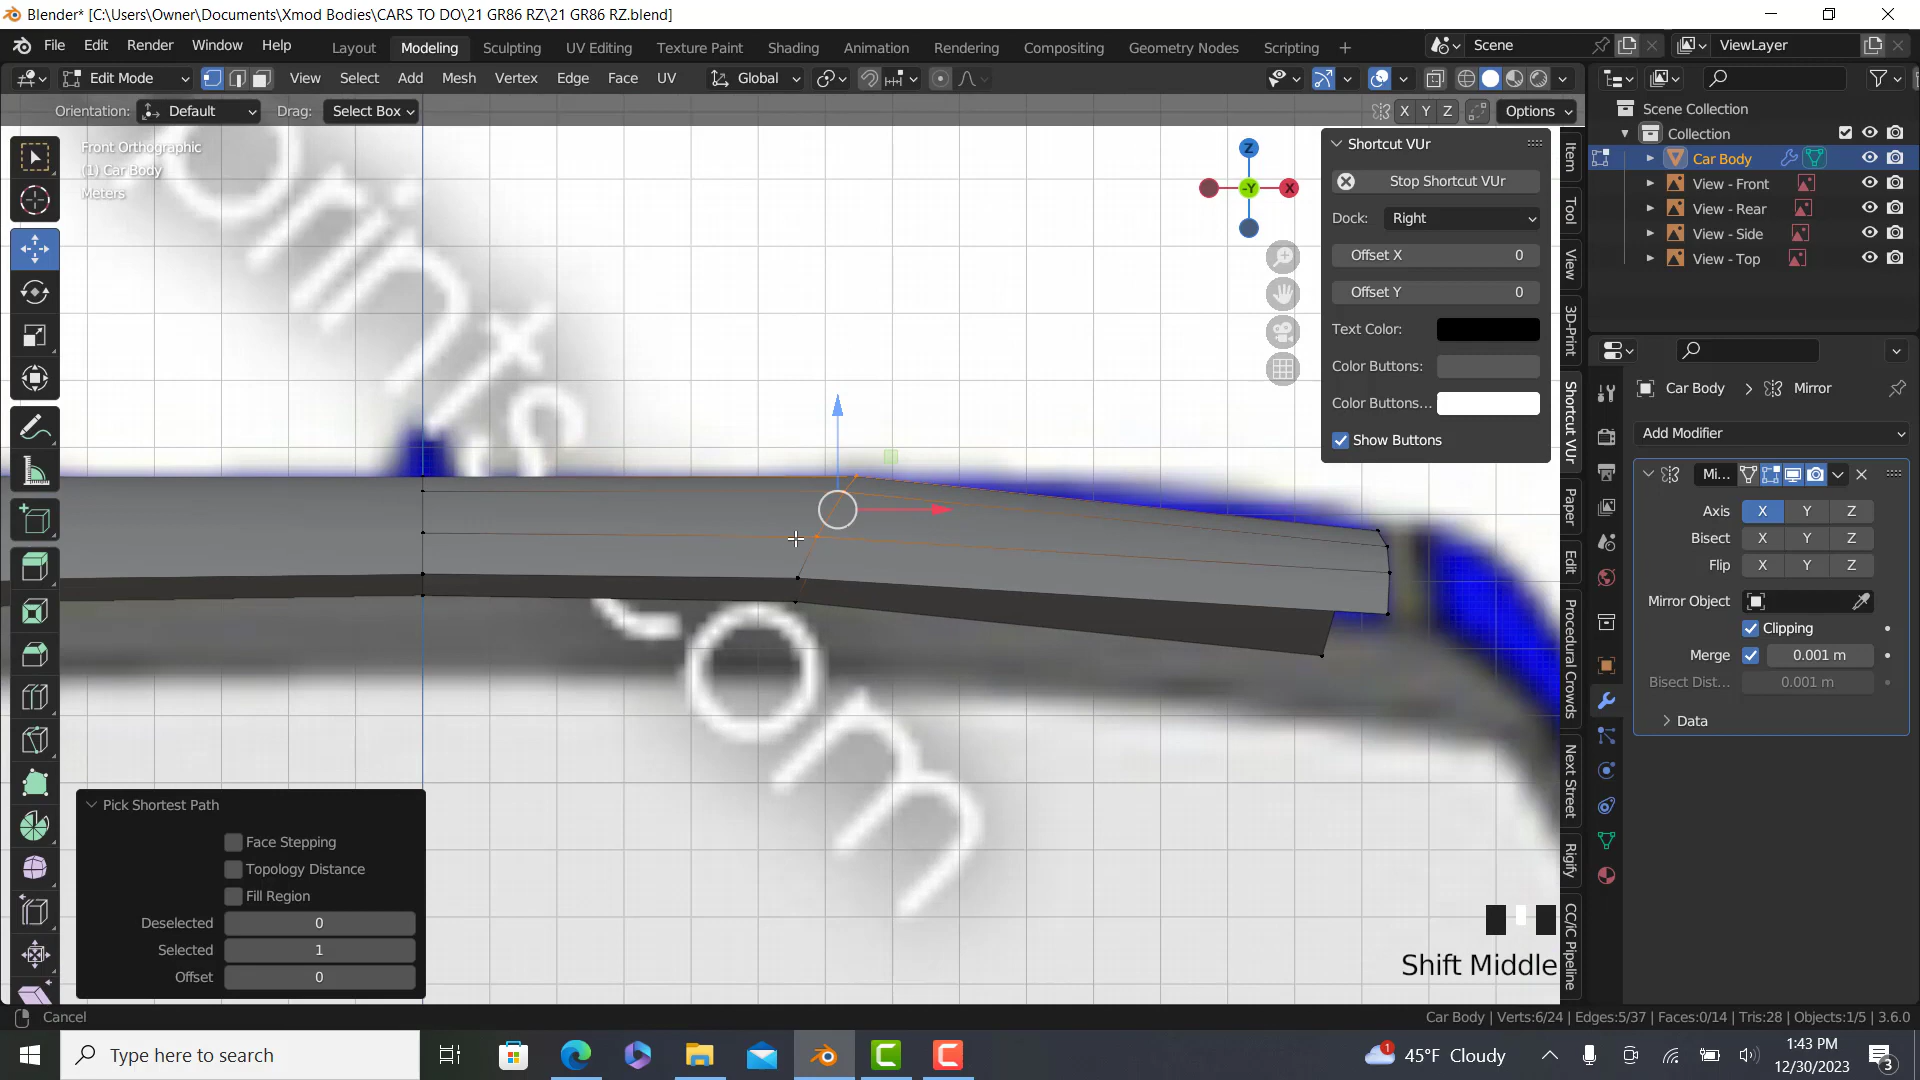 Blender* [C:\Users\Owner\Documents\Xmod Bodies\CARS TO DO\21 GR86 RZ\21 GR86 RZ.blend]
File Edit Render Window Help Layout Modeling Sculpting UV Editing Texture Paint Shading Animation Rendering Compositing Geometry Nodes Scripting + Scene ViewLayer
Edit Mode View Select Add Mesh Vertex Edge Face UV Global
Orientation: Default Drag: Select Box X Y Z Options
Front Orthographic
(1) Car Body
Meters
Z
-Y X
Shortcut VUr
Stop Shortcut VUr
Dock: Right
Offset X 0
Offset Y 0
Text Color:
Color Buttons:
Color Buttons...
Show Buttons
Item
Tool
View
3D-Print
Shortcut VUr
Paper
Edit
Procedural Crowds
Next Street
Rigify
CC/iC Pipeline
Scene Collection
Collection
Car Body
View - Front
View - Rear
View - Side
View - Top
Car Body > Mirror
Add Modifier
Mi...
Axis X Y Z
Bisect X Y Z
Flip X Y Z
Mirror Object
Clipping
Merge 0.001 m
Bisect Dist... 0.001 m
Data
Pick Shortest Path
Face Stepping
Topology Distance
Fill Region
Deselected 0
Selected 1
Offset 0
Shift Middle
Cancel
Car Body | Verts:6/24 | Edges:5/37 | Faces:0/14 | Tris:28 | Objects:1/5 | 3.6.0
Type here to search
1
45°F Cloudy
1:43 PM
12/30/2023
3